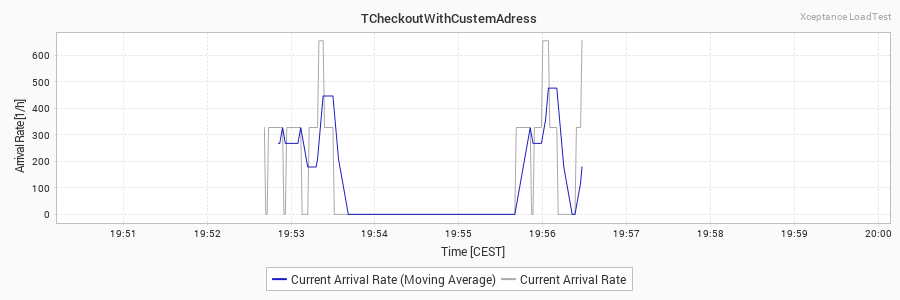 TCheckoutWithCustemAdress
Xceptance LoadTest
Arrival Rate [1/h]
600
500
400
300
200
100
0
19:51 19:52 19:53 19:54 19:55 19:56 19:57 19:58 19:59 20:00
Time [CEST]
Current Arrival Rate (Moving Average) Current Arrival Rate